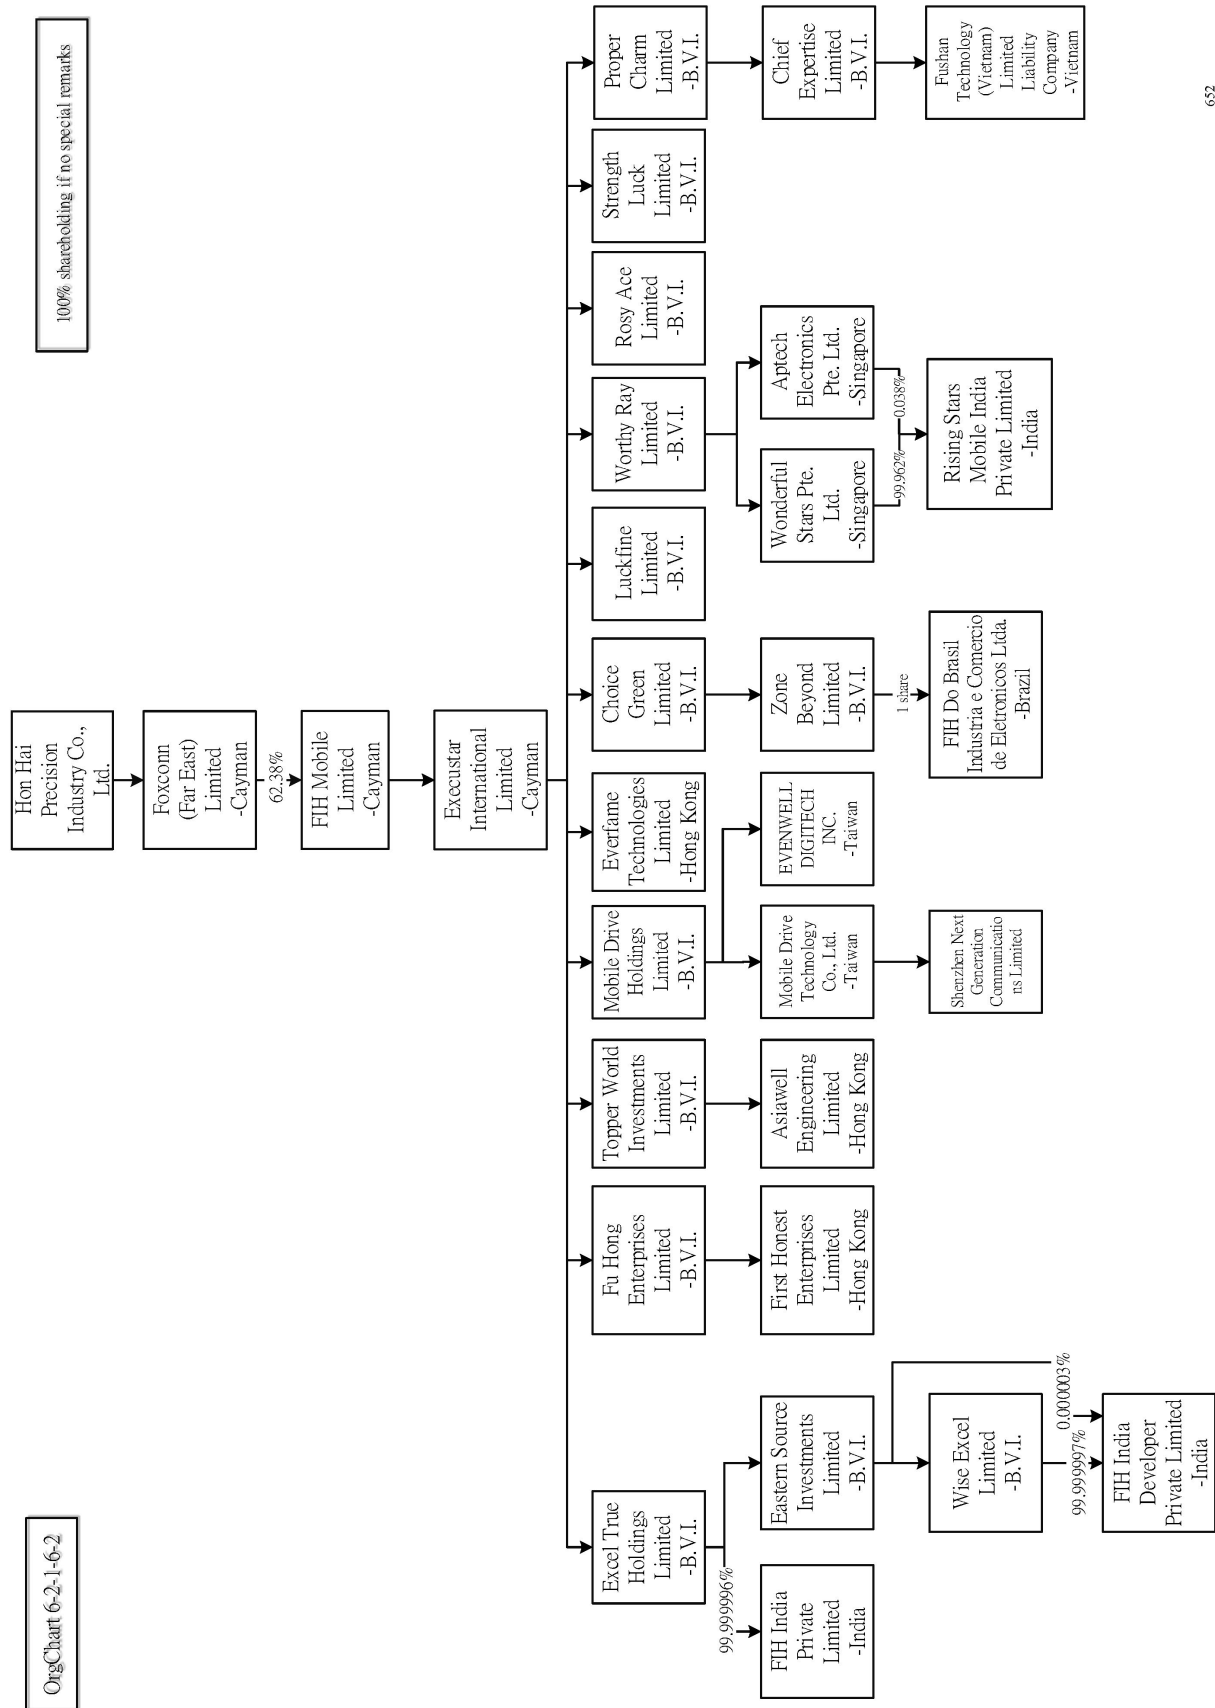 OrgChart 6-2-1-6-2
100% shareholding if no special remarks
Hon Hai
Precision
Industry Co.,
Ltd.
Foxconn
(Far East)
Limited
-Cayman
62.38%
FIH Mobile
Limited
-Cayman
Execustar
International
Limited
-Cayman
Excel True
Holdings
Limited
-B.V.I.
Fu Hong
Enterprises
Limited
-B.V.I.
Topper World
Investments
Limited
-B.V.I.
Mobile Drive
Holdings
Limited
-B.V.I.
Everfame
Technologies
Limited
-Hong Kong
Choice
Green
Limited
-B.V.I.
Luckfine
Limited
-B.V.I.
Worthy Ray
Limited
-B.V.I.
Rosy Ace
Limited
-B.V.I.
Strength
Luck
Limited
-B.V.I.
Proper
Charm
Limited
-B.V.I.
99.999996%
FIH India
Private
Limited
-India
Eastern Source
Investments
Limited
-B.V.I.
First Honest
Enterprises
Limited
-Hong Kong
Asiawell
Engineering
Limited
-Hong Kong
Mobile Drive
Technology
Co., Ltd.
-Taiwan
EVENWELL
DIGITECH
INC.
-Taiwan
Zone
Beyond
Limited
-B.V.I.
Wonderful
Stars Pte.
Ltd.
-Singapore
Aptech
Electronics
Pte. Ltd.
-Singapore
Chief
Expertise
Limited
-B.V.I.
1 share
99.962%
0.038%
Wise Excel
Limited
-B.V.I.
Shenzhen Next
Generation
Communicatio
ns Limited
FIH Do Brasil
Industria e Comercio
de Eletronicos Ltda.
-Brazil
Rising Stars
Mobile India
Private Limited
-India
Fushan
Technology
(Vietnam)
Limited
Liability
Company
-Vietnam
99.999997%
0.000003%
FIH India
Developer
Private Limited
-India
652